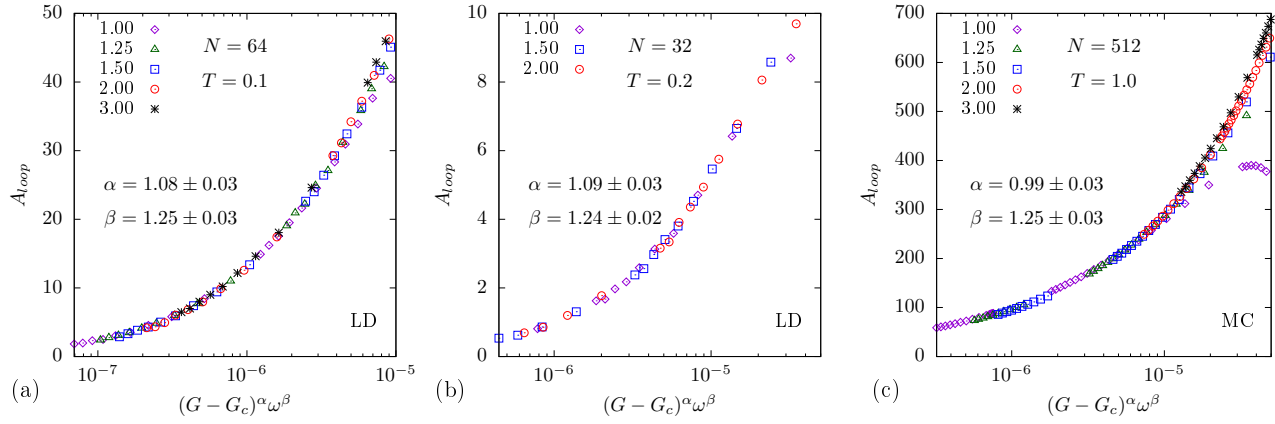 50
40
30
20
10
0
A_loop
1.00
1.25
1.50
2.00
3.00
N = 64
T = 0.1
α = 1.08 ± 0.03
β = 1.25 ± 0.03
LD
10^−7
10^−6
10^−5
(a)
(G − G_c)^α ω^β
10
8
6
4
2
0
A_loop
1.00
1.50
2.00
N = 32
T = 0.2
α = 1.09 ± 0.03
β = 1.24 ± 0.02
LD
10^−6
10^−5
(b)
(G − G_c)^α ω^β
700
600
500
400
300
200
100
0
A_loop
1.00
1.25
1.50
2.00
3.00
N = 512
T = 1.0
α = 0.99 ± 0.03
β = 1.25 ± 0.03
MC
10^−6
10^−5
(c)
(G − G_c)^α ω^β